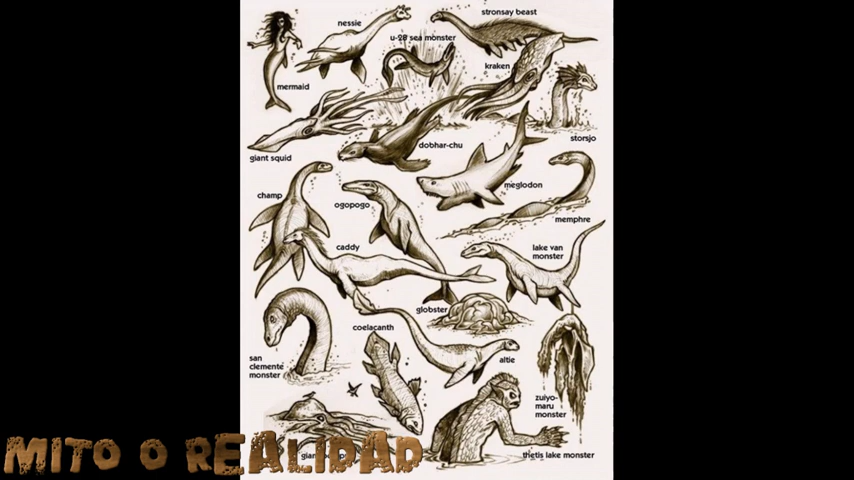 stronsay beast
nessie
u-28 sea monster
kraken
mermaid
storsjo
dobhar-chu
giant squid
meglodon
champ
ogopogo
memphre
caddy
lake van
monster
globster
coelacanth
altie
san
clemente
monster
zuiyo-
maru
monster
thetis lake monster
MITO O REALIDAD